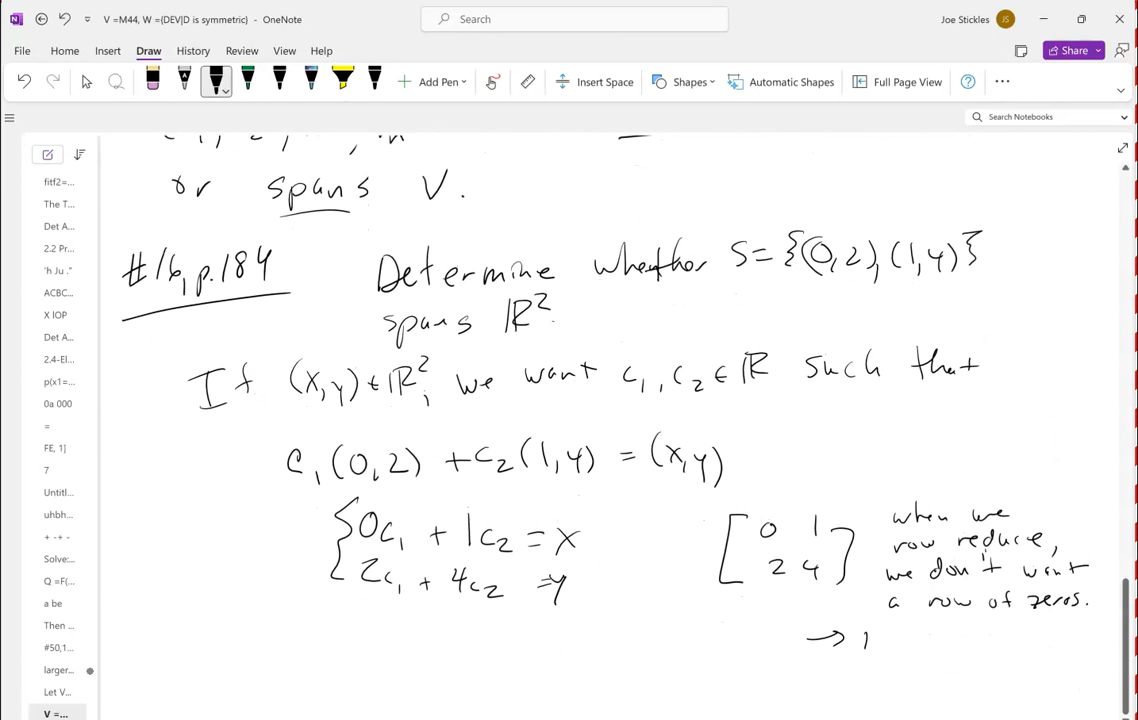 V =M44, W ={DEV|D is symmetric) - OneNote
Search
Joe Stickles
JS
File Home Insert Draw History Review View Help
Share
Add Pen
Insert Space
Shapes
Automatic Shapes
Full Page View
Search Notebooks
fitf2=...
The T...
Det A...
2.2 Pr...
'h Ju ."
ACBC...
X IOP
Det A...
2.4-El...
p(x1=...
0a 000
=
FE, 1]
7
Untitl...
uhbh...
+ -+ -
Solve:...
Q =F(...
a be
Then ...
#50,1...
larger...
Let V...
V =...
or spans V.
#16, p.184 Determine whether S = {(0,2), (1,4)}
spans ℝ².
If (x,y) ∈ ℝ², we want c₁, c₂ ∈ ℝ such that
c₁(0,2) + c₂(1,4) = (x,y)
{0c₁ + 1c₂ = x
2c₁ + 4c₂ = y
[0 1
2 4]
when we
row reduce,
we don't want
a row of zeros.
→ 1